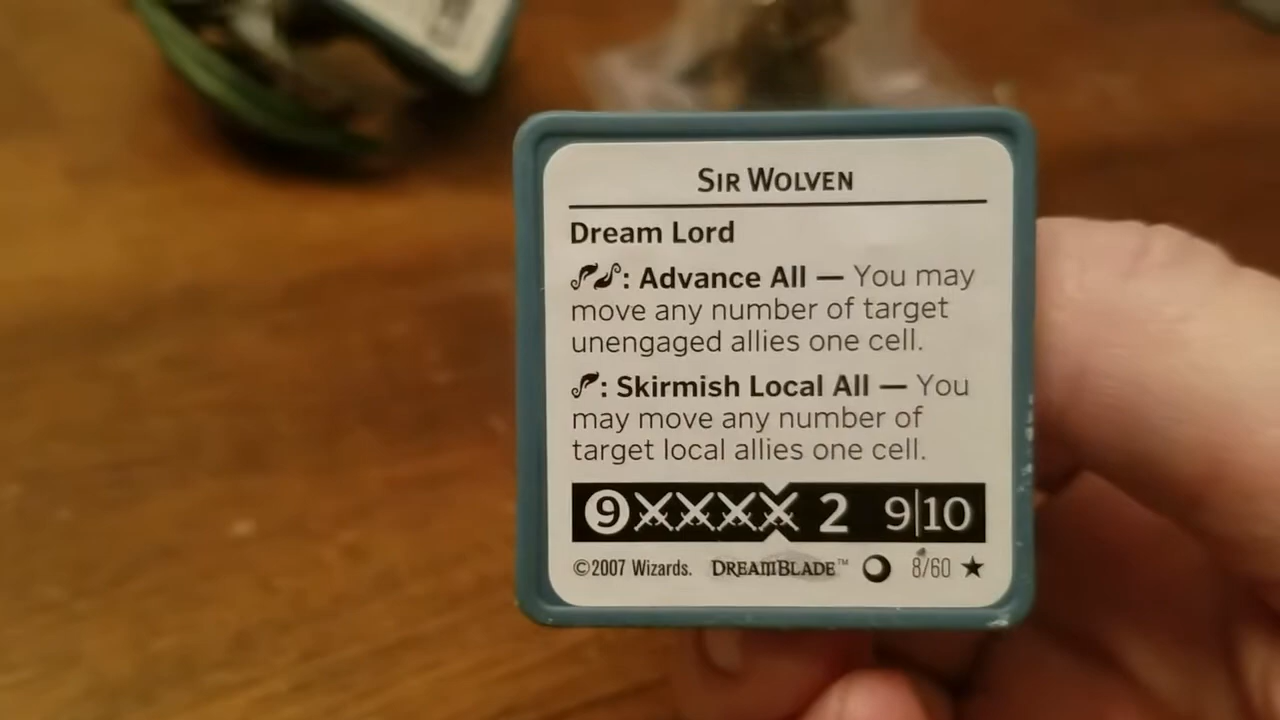 SIR WOLVEN
Dream Lord
: Advance All — You may
move any number of target
unengaged allies one cell.
: Skirmish Local All — You
may move any number of
target local allies one cell.
9 2 9|10
©2007 Wizards. DREAMBLADE™ 8/60 ★